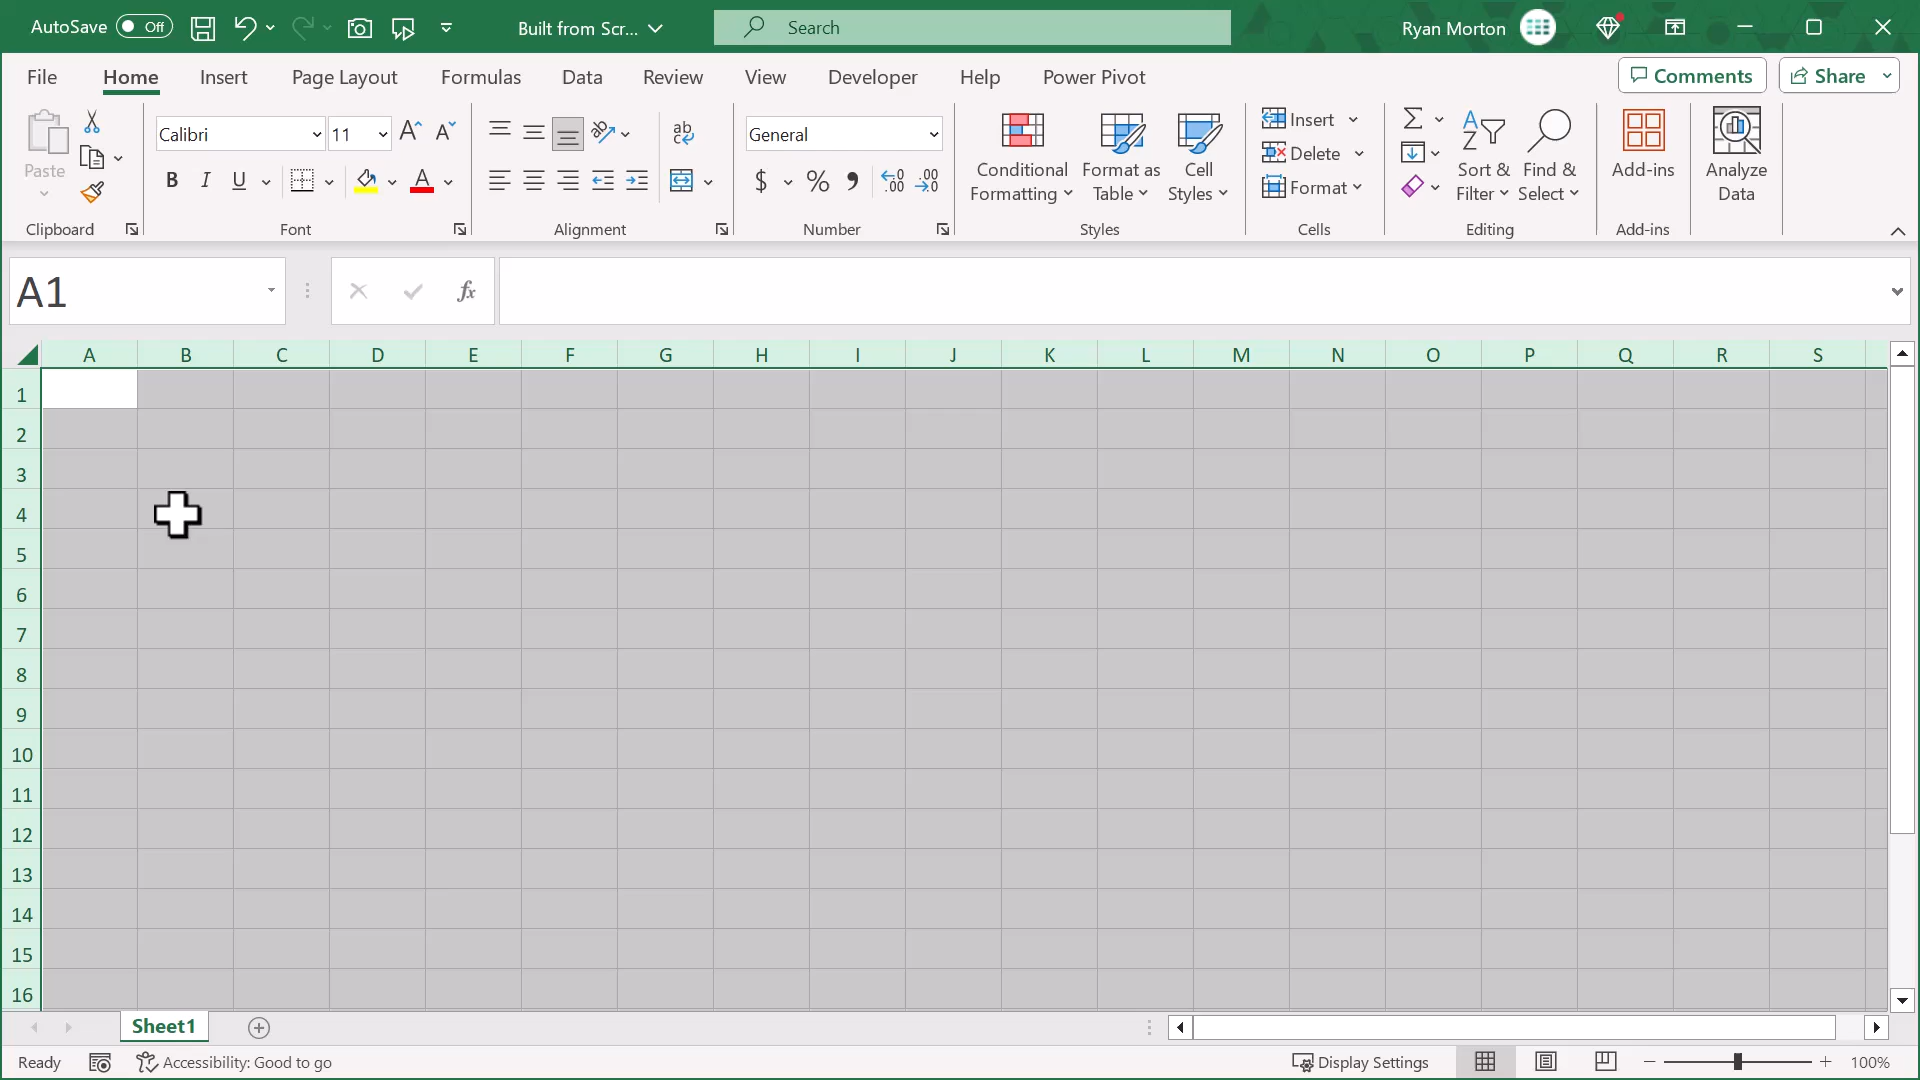 AutoSave Off Built from Scr... Search Ryan Morton
File Home Insert Page Layout Formulas Data Review View Developer Help Power Pivot Comments Share
Paste
Calibri 11
ab
General
Conditional Formatting
Format as Table
Cell Styles
Insert
Delete
Format
Sort & Filter
Find & Select
Add-ins
Analyze Data
B I U A
$ % 9
Clipboard Font Alignment Number Styles Cells Editing Add-ins
A1 fx
A B C D E F G H I J K L M N O P Q R S
1
2
3
4
5
6
7
8
9
10
11
12
13
14
15
16
Sheet1
Ready Accessibility: Good to go Display Settings 100%